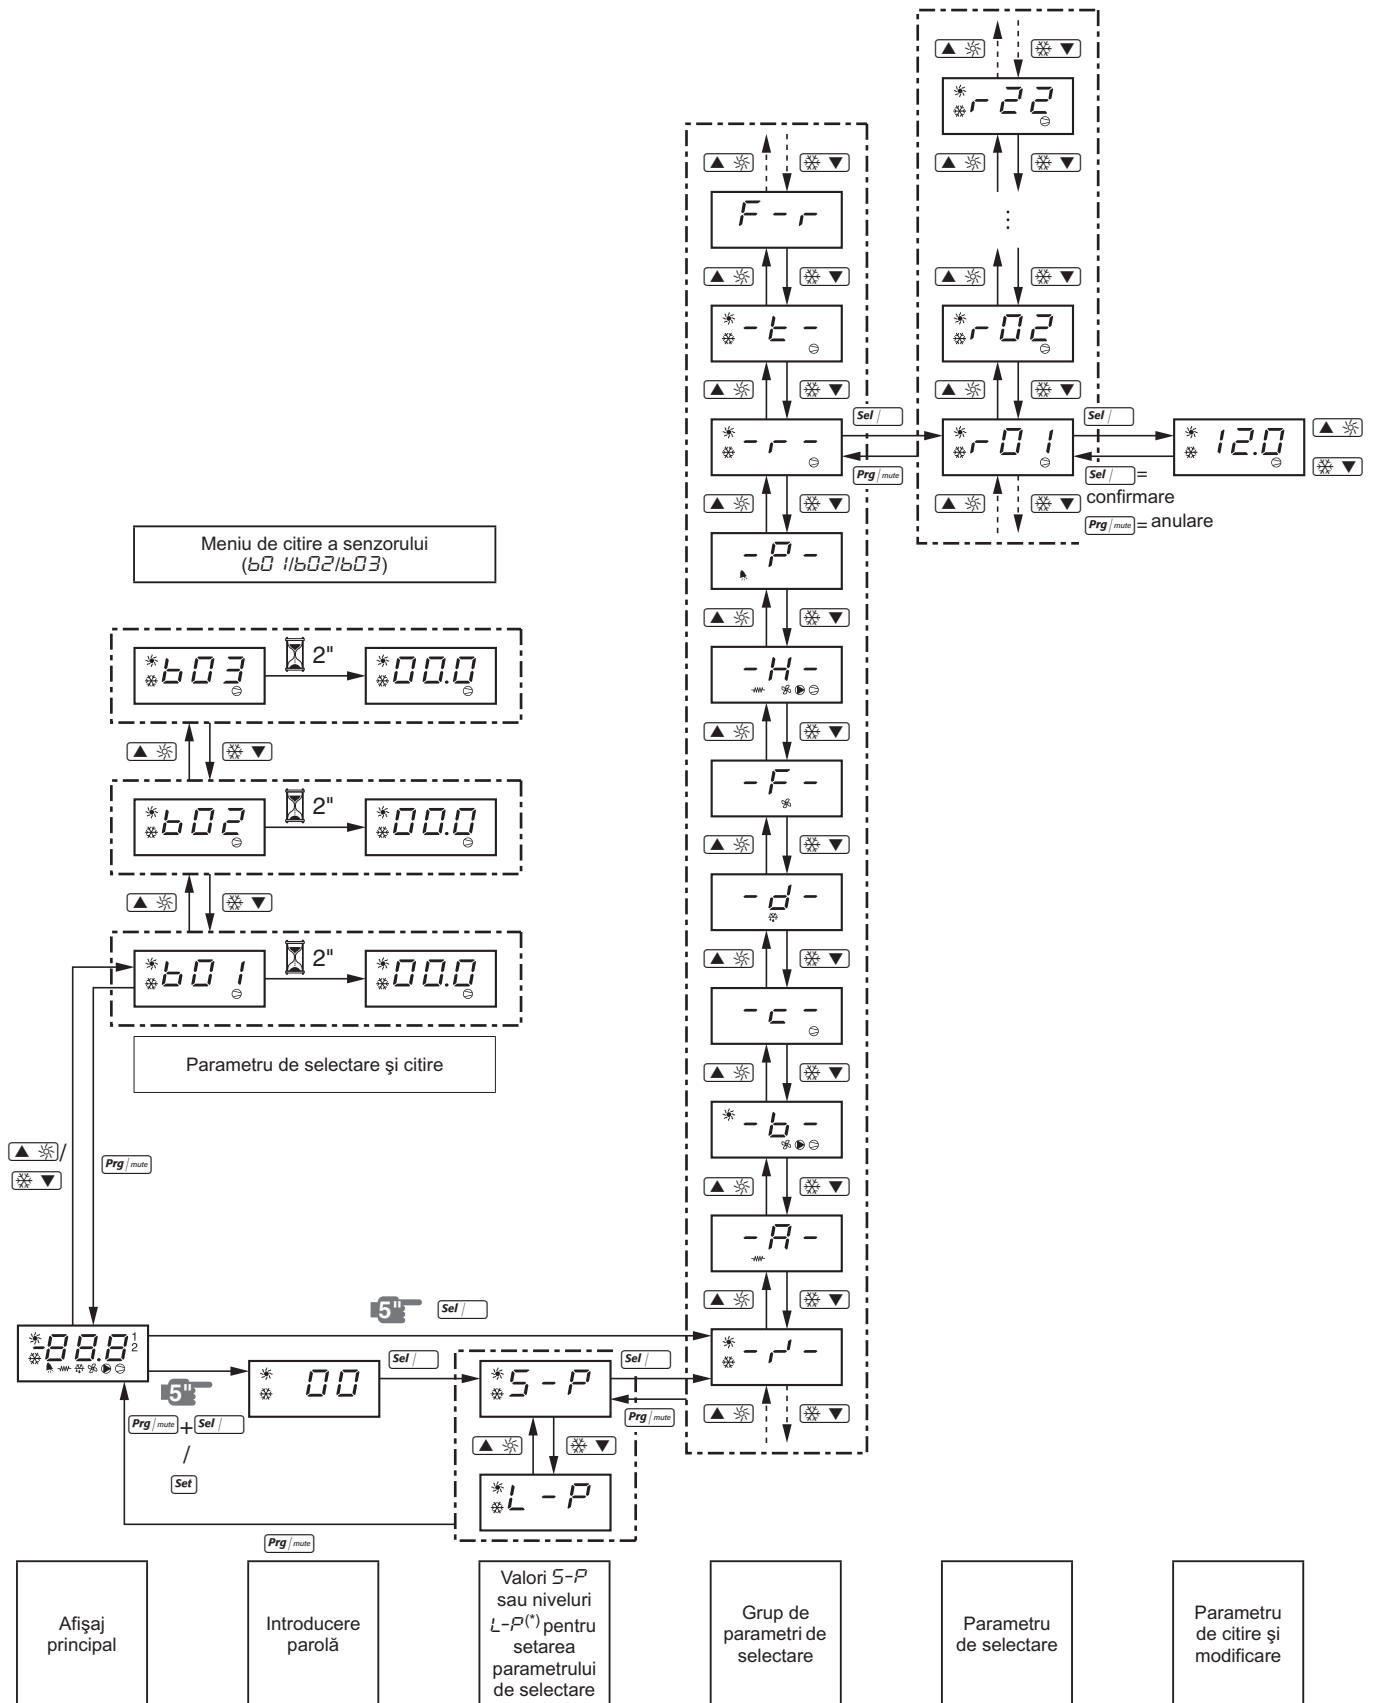 r22
F-r
-t-
r02
-r-
Sel
r01
Sel
12.0
Prg/mute
Sel =
confirmare
Prg/mute = anulare
-P-
Meniu de citire a senzorului
(b01/b02/b03)
b03
2"
00.0
-H-
b02
2"
00.0
-F-
-d-
b01
2"
00.0
-c-
Parametru de selectare şi citire
-b-
/
Prg/mute
-A-
5"
Sel
-88.8
1
2
5"
Prg/mute + Sel
/
Set
00
Sel
S-P
Sel
Prg/mute
-/-
L-P
Prg/mute
Afişaj
principal
Introducere
parolă
Valori S-P
sau niveluri
L-P(*) pentru
setarea
parametrului
de selectare
Grup de
parametri de
selectare
Parametru
de selectare
Parametru
de citire şi
modificare